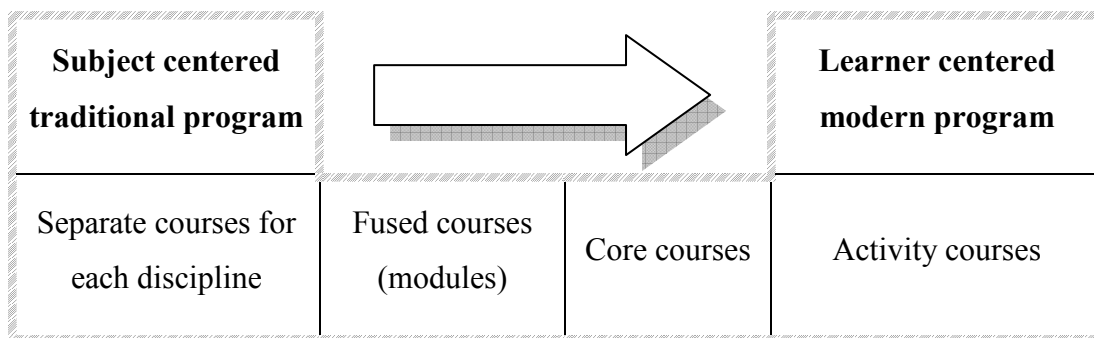 Subject centered
traditional program
Learner centered
modern program
Separate courses for
each discipline
Fused courses
(modules)
Core courses
Activity courses